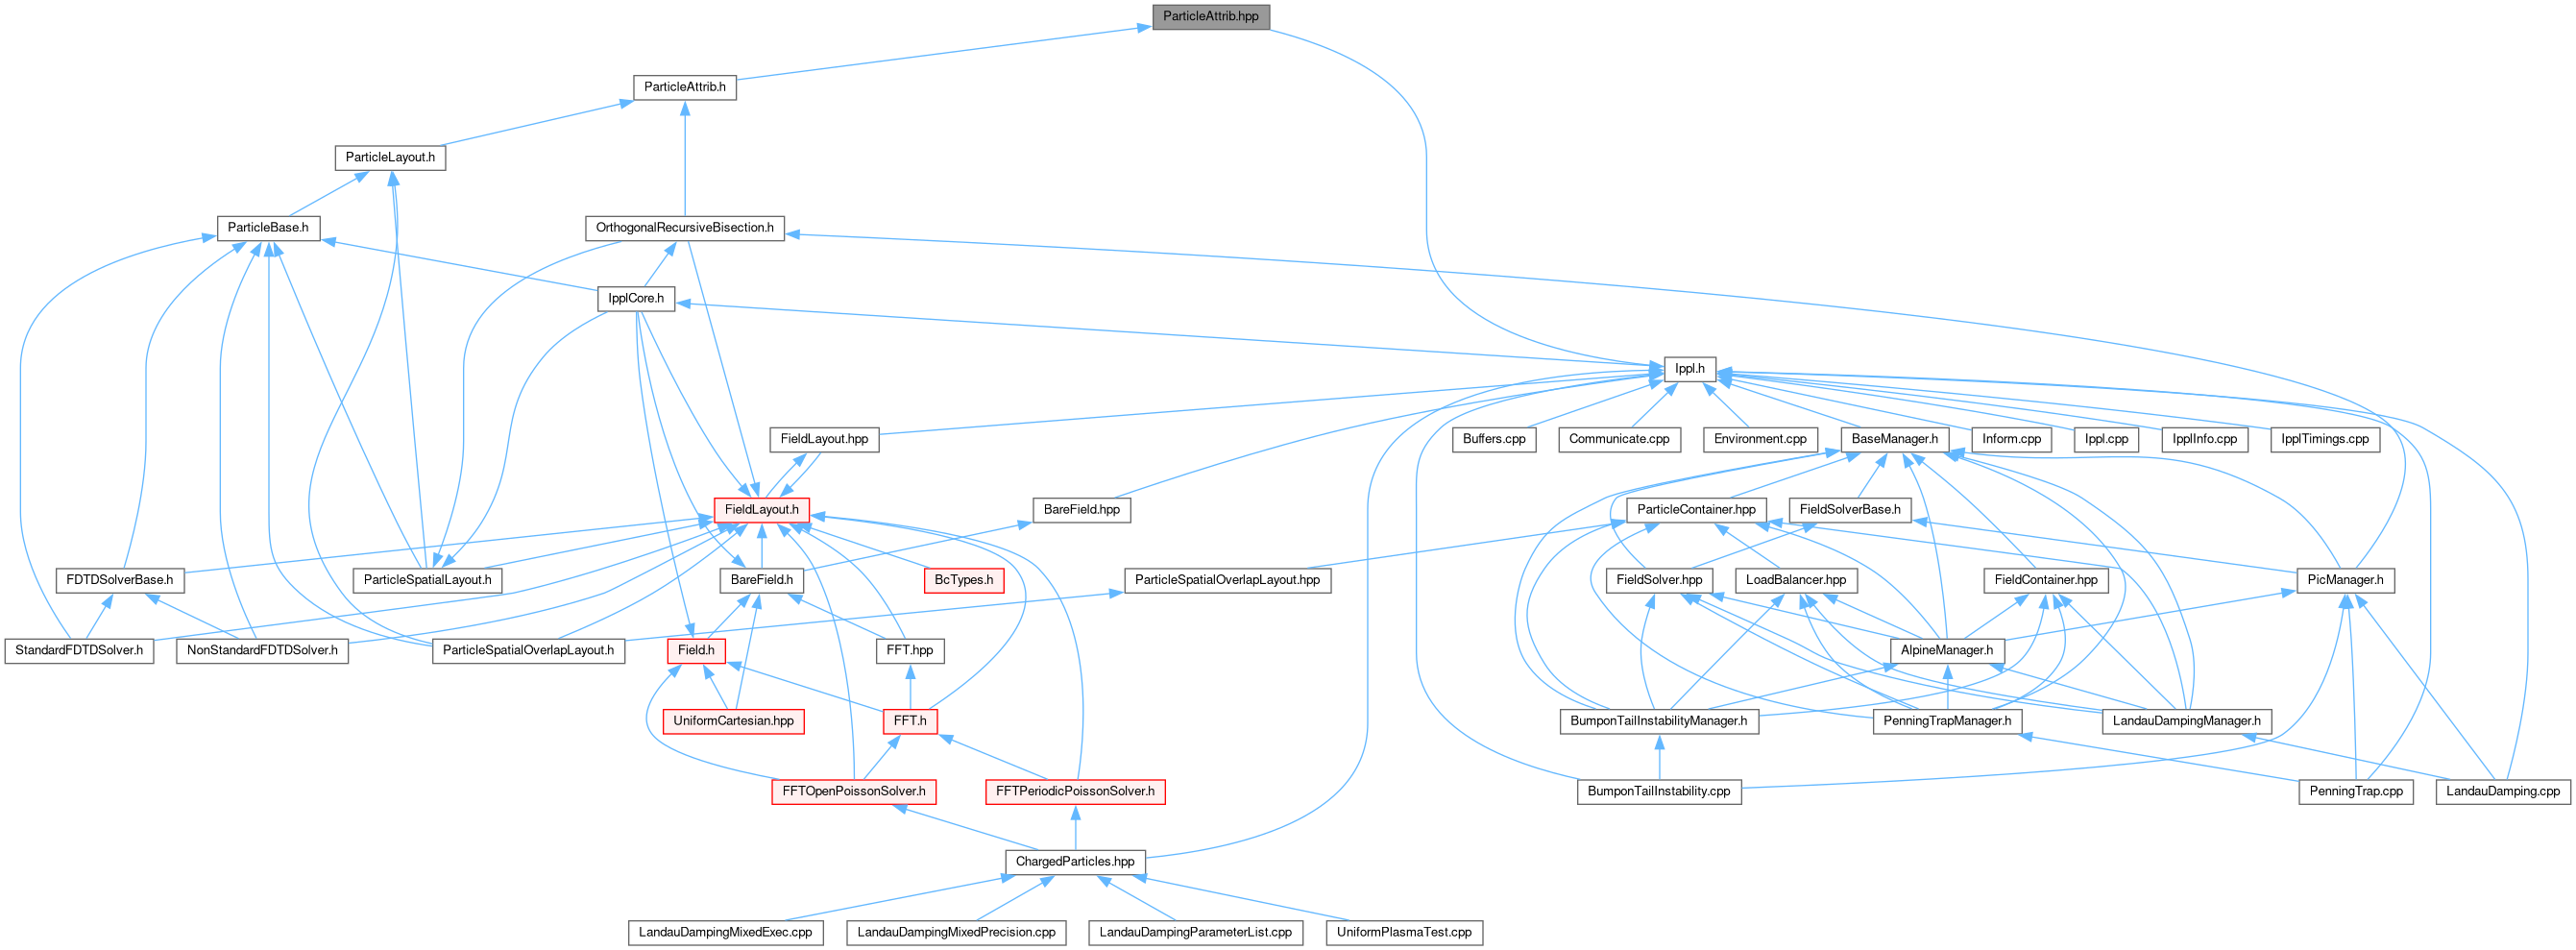 ParticleAttrib.hpp
ParticleAttrib.h
ParticleLayout.h
ParticleBase.h
OrthogonalRecursiveBisection.h
IpplCore.h
Ippl.h
FieldLayout.hpp
Buffers.cpp
Communicate.cpp
Environment.cpp
BaseManager.h
Inform.cpp
Ippl.cpp
IpplInfo.cpp
IpplTimings.cpp
FieldLayout.h
BareField.hpp
ParticleContainer.hpp
FieldSolverBase.h
FDTDSolverBase.h
ParticleSpatialLayout.h
BareField.h
BcTypes.h
ParticleSpatialOverlapLayout.hpp
FieldSolver.hpp
LoadBalancer.hpp
FieldContainer.hpp
PicManager.h
StandardFDTDSolver.h
NonStandardFDTDSolver.h
ParticleSpatialOverlapLayout.h
Field.h
FFT.hpp
AlpineManager.h
UniformCartesian.hpp
FFT.h
BumponTailInstabilityManager.h
PenningTrapManager.h
LandauDampingManager.h
FFTOpenPoissonSolver.h
FFTPeriodicPoissonSolver.h
BumponTailInstability.cpp
PenningTrap.cpp
LandauDamping.cpp
ChargedParticles.hpp
LandauDampingMixedExec.cpp
LandauDampingMixedPrecision.cpp
LandauDampingParameterList.cpp
UniformPlasmaTest.cpp